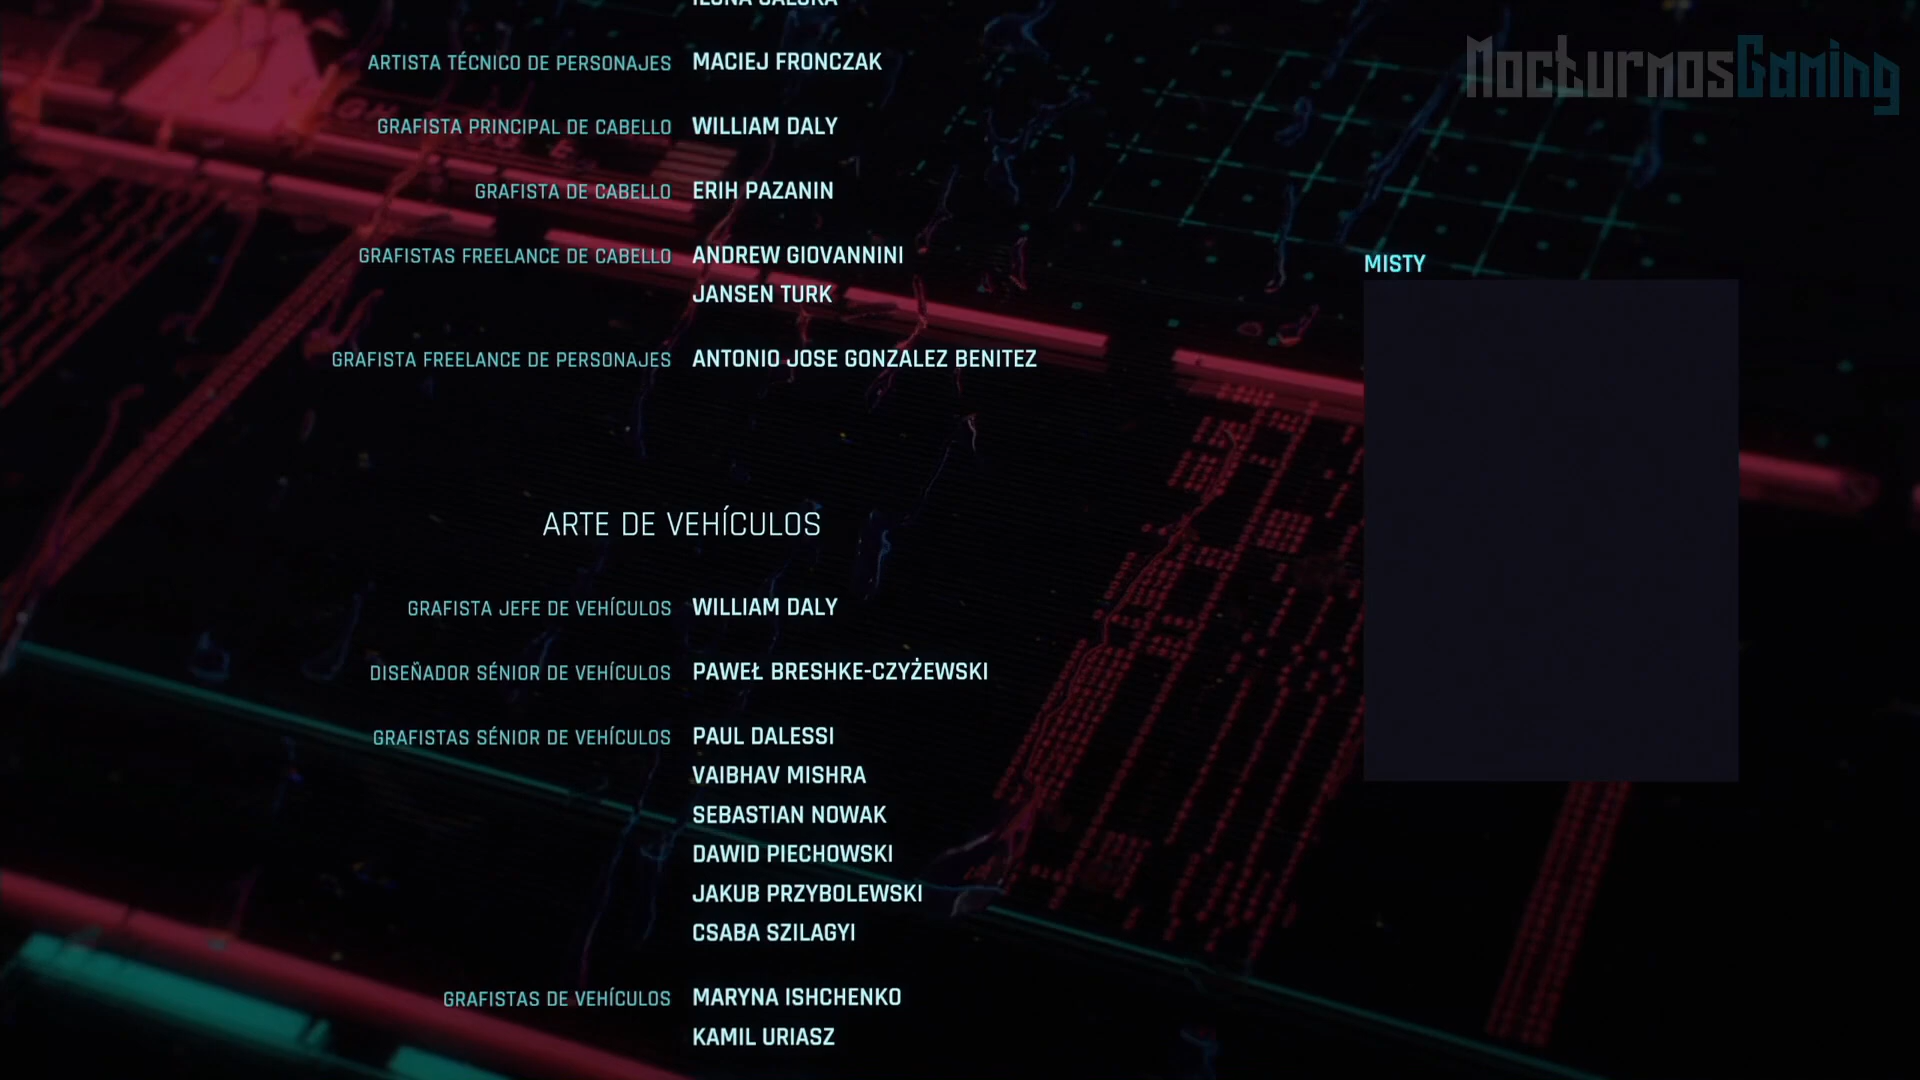 ARTISTA TÉCNICO DE PERSONAJES MACIEJ FRONCZAK
GRAFISTA PRINCIPAL DE CABELLO WILLIAM DALY
GRAFISTA DE CABELLO ERIH PAZANIN
GRAFISTAS FREELANCE DE CABELLO ANDREW GIOVANNINI
JANSEN TURK
GRAFISTA FREELANCE DE PERSONAJES ANTONIO JOSE GONZALEZ BENITEZ
ARTE DE VEHÍCULOS
GRAFISTA JEFE DE VEHÍCULOS WILLIAM DALY
DISEÑADOR SÉNIOR DE VEHÍCULOS PAWEŁ BRESHKE-CZYŻEWSKI
GRAFISTAS SÉNIOR DE VEHÍCULOS PAUL DALESSI
VAIBHAV MISHRA
SEBASTIAN NOWAK
DAWID PIECHOWSKI
JAKUB PRZYBOLEWSKI
CSABA SZILAGYI
GRAFISTAS DE VEHÍCULOS MARYNA ISHCHENKO
KAMIL URIASZ
NocturnosGaming
MISTY